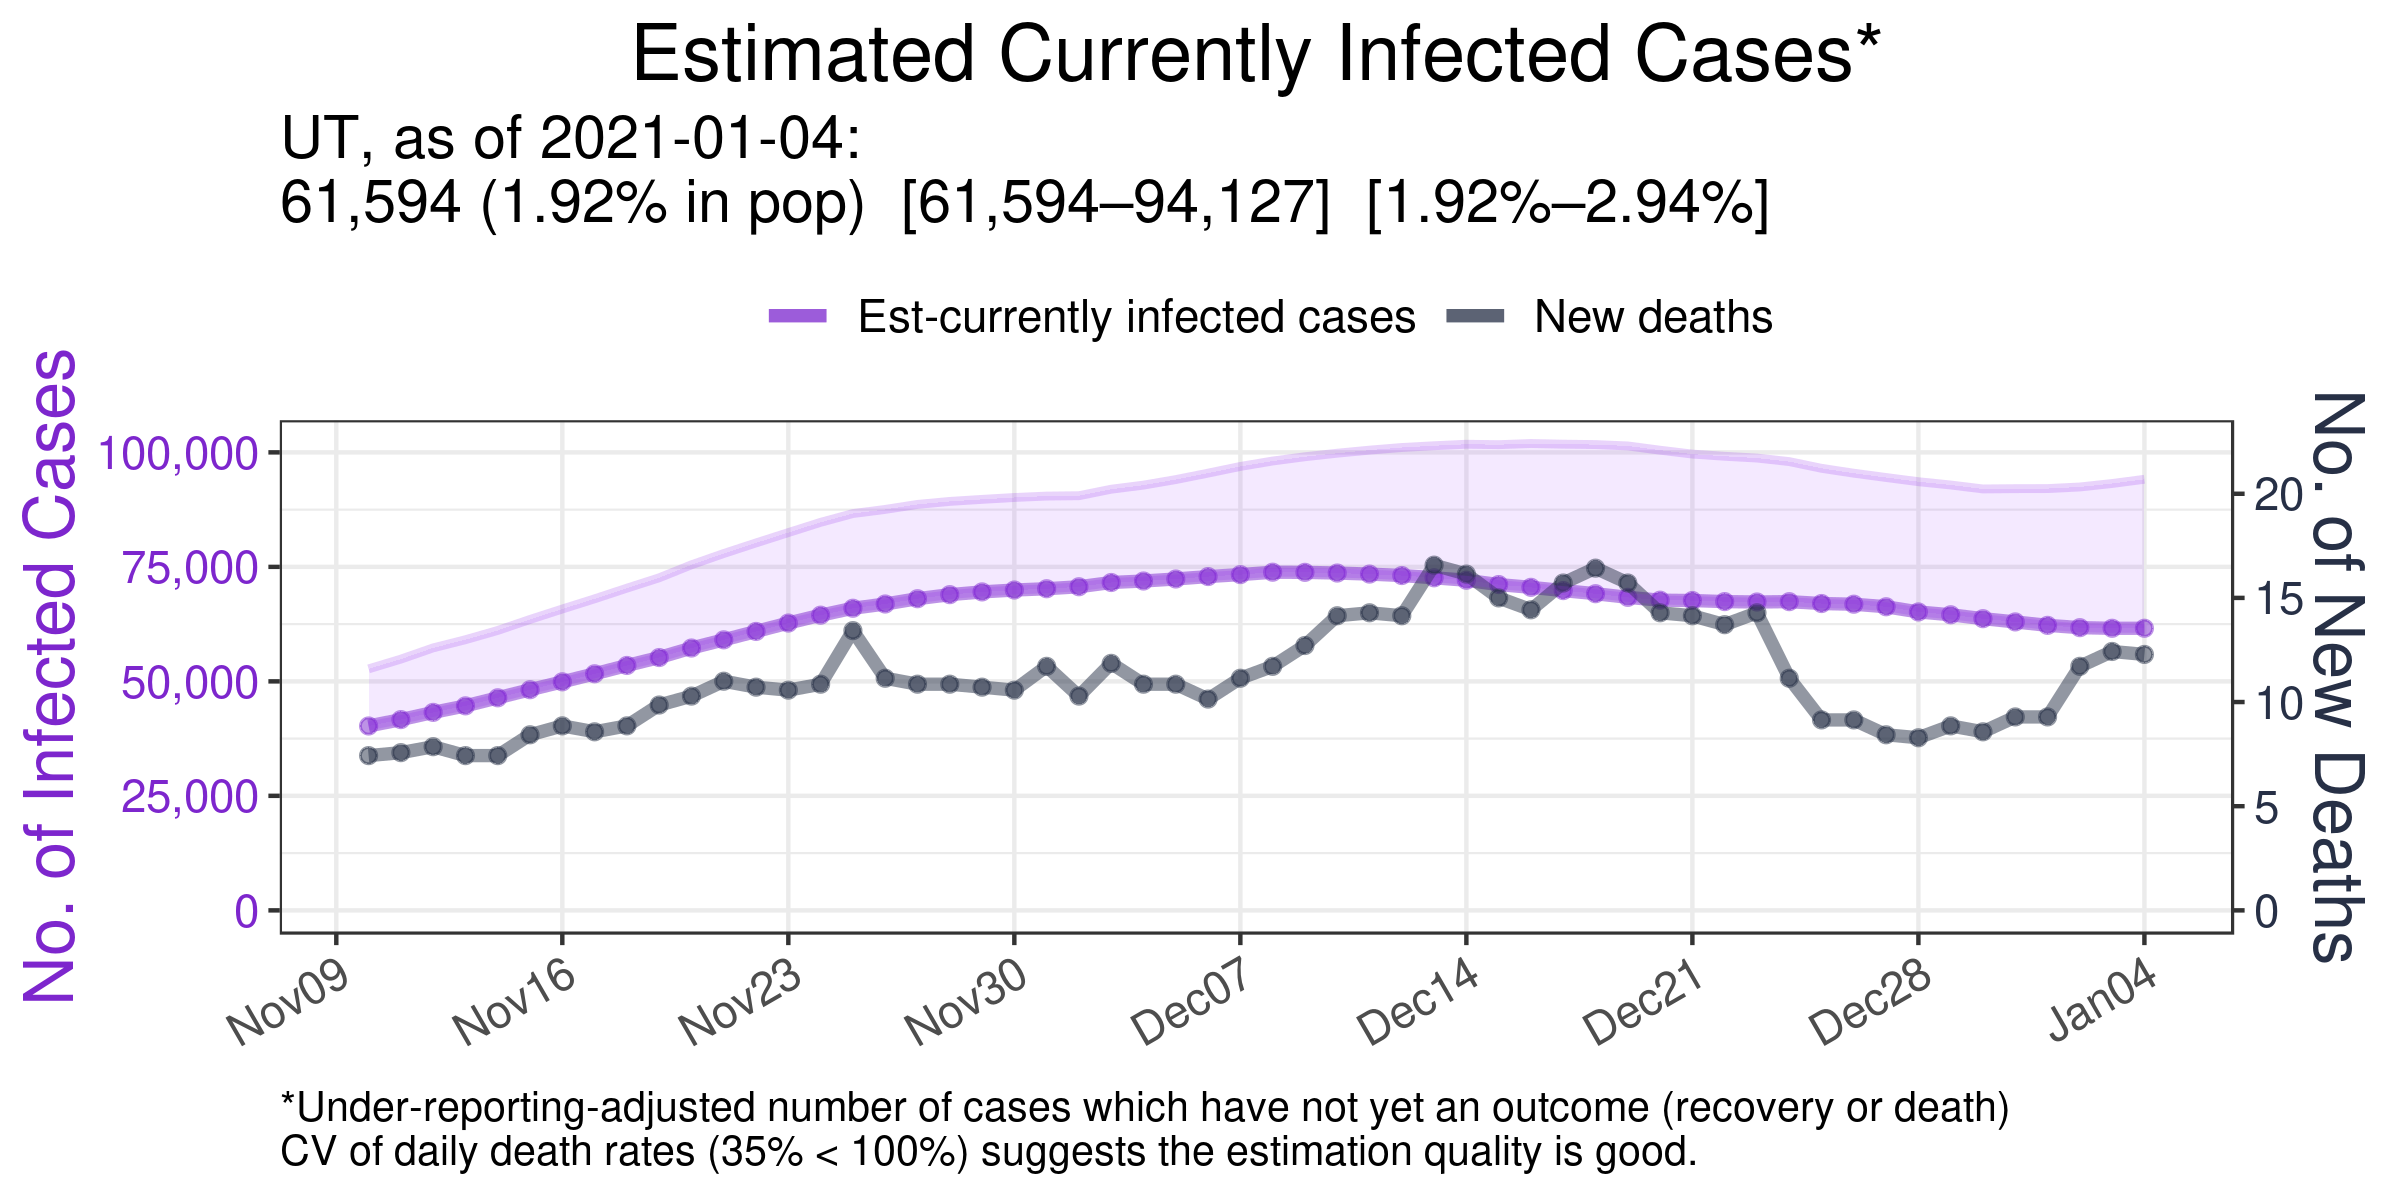 Estimated Currently Infected Cases*
UT, as of 2021-01-04:
61,594 (1.92% in pop)  [61,594–94,127]  [1.92%–2.94%]
Est-currently infected cases
New deaths
No. of Infected Cases
100,000
75,000
50,000
25,000
0
No. of New Deaths
20
15
10
5
0
Nov09
Nov16
Nov23
Nov30
Dec07
Dec14
Dec21
Dec28
Jan04
*Under-reporting-adjusted number of cases which have not yet an outcome (recovery or death)
CV of daily death rates (35% < 100%) suggests the estimation quality is good.